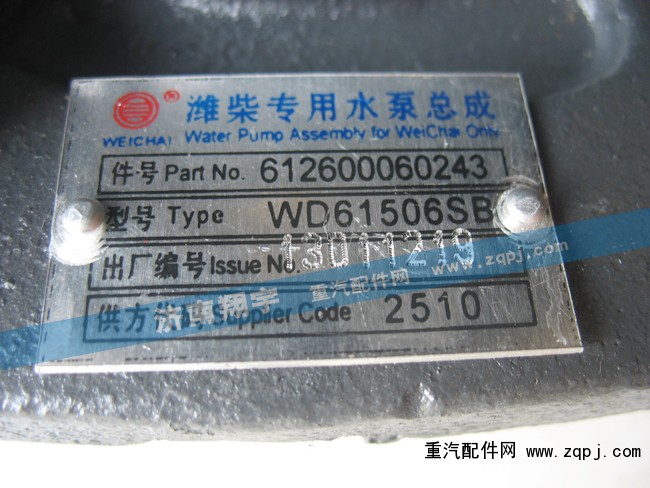 潍柴专用水泵总成
WEICHAI Water Pump Assembly for WeiChai Only
件号 Part No. 612600060243
型号 Type WD61506SB
出厂编号 Issue No. 13011219
www.zqpj.com
重汽配件网
供方代码 Supplier Code 2510
重汽配件网 www.zqpj.com